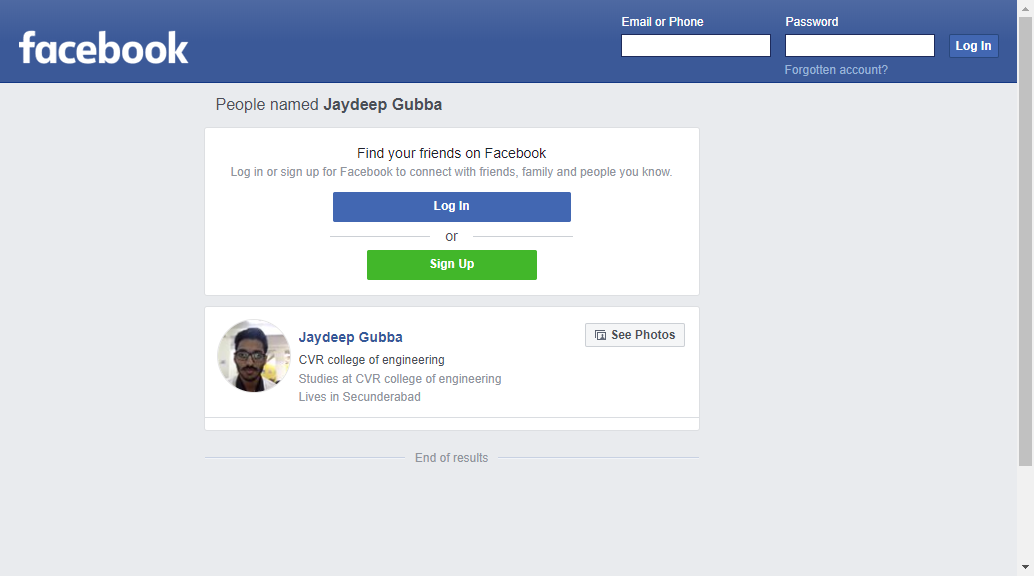 facebook
Email or Phone
Password
Log In
Forgotten account?
People named Jaydeep Gubba
Find your friends on Facebook
Log in or sign up for Facebook to connect with friends, family and people you know.
Log In
or
Sign Up
Jaydeep Gubba
See Photos
CVR college of engineering
Studies at CVR college of engineering
Lives in Secunderabad
End of results